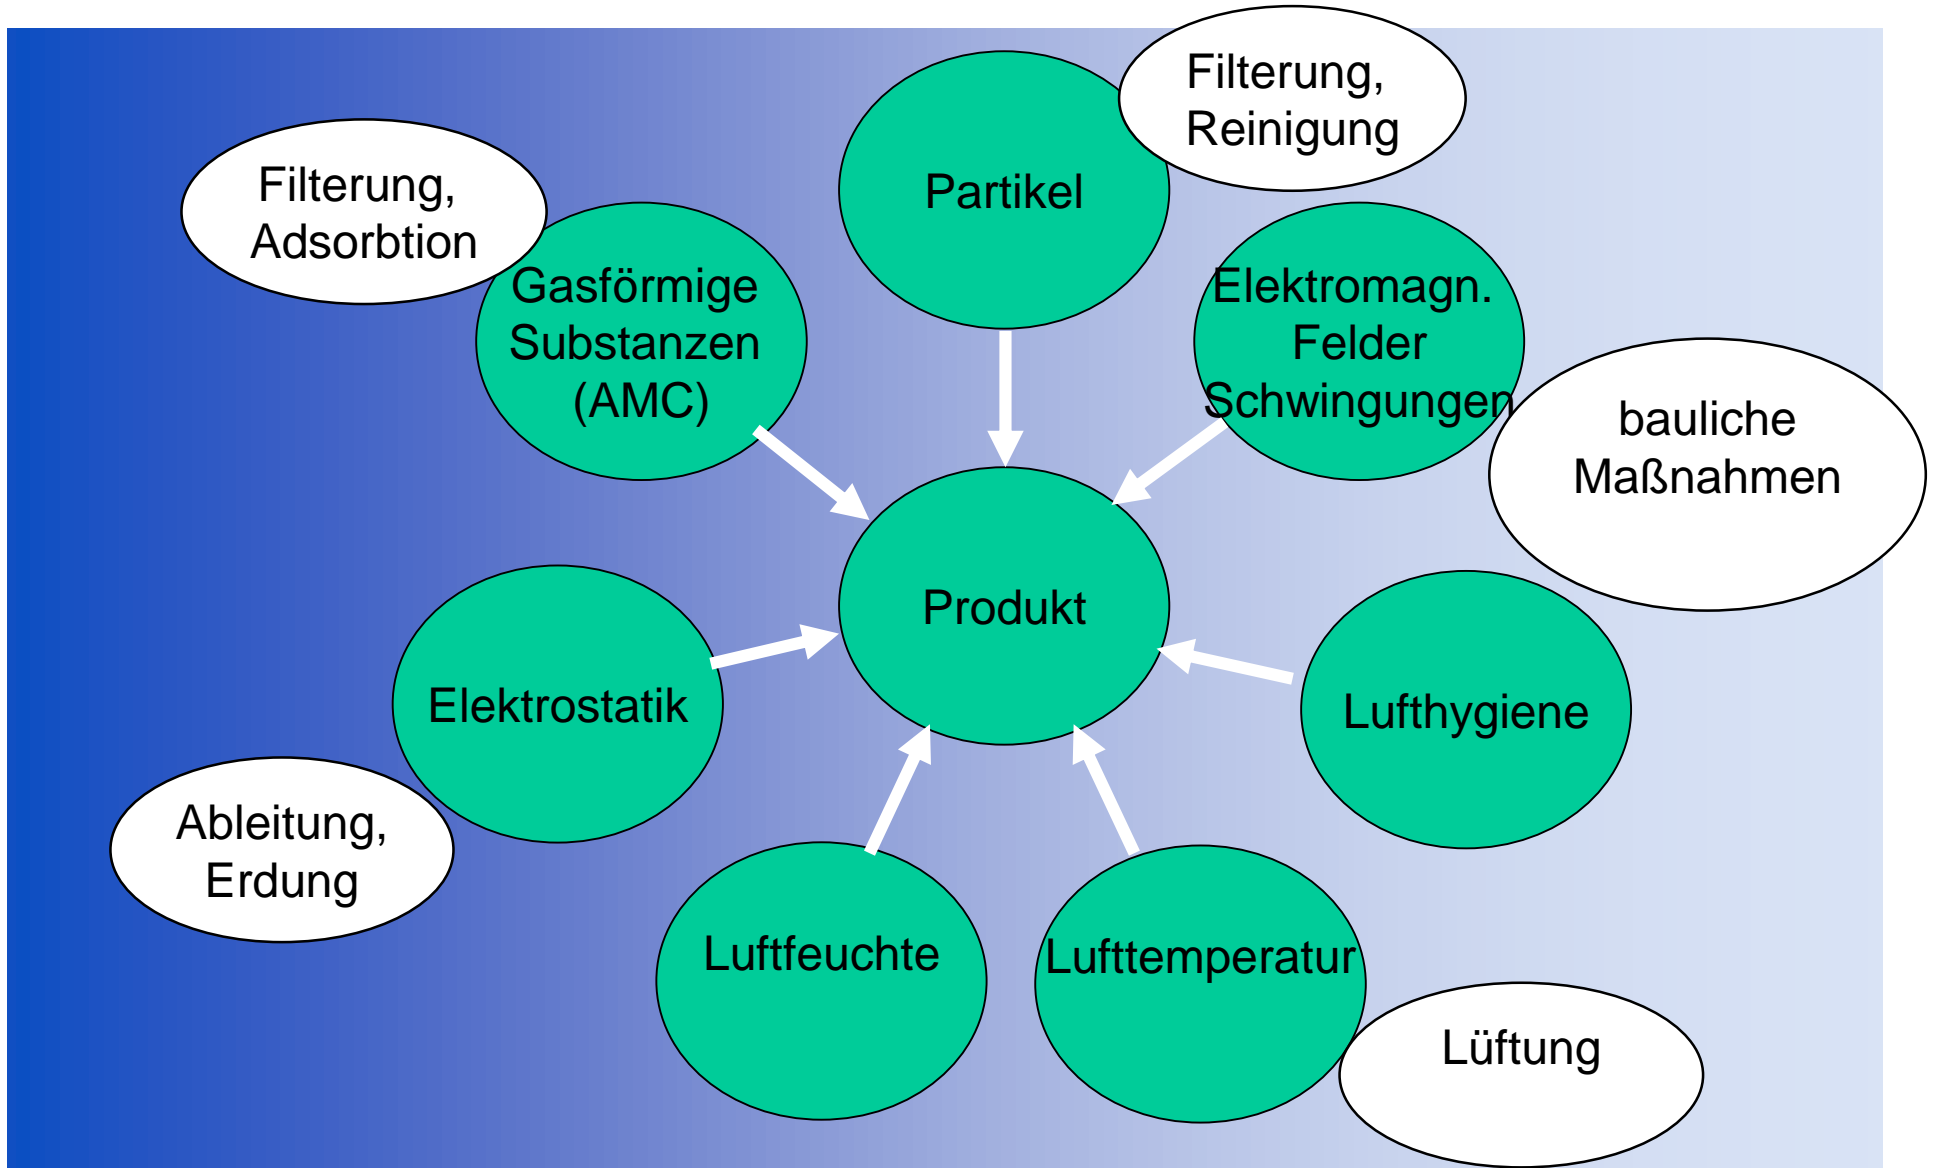 Filterung,
Reinigung
Partikel
Filterung,
Adsorbtion
Gasförmige
Substanzen
(AMC)
Elektromagn.
Felder
Schwingungen
bauliche
Maßnahmen
Produkt
Elektrostatik
Lufthygiene
Ableitung,
Erdung
Luftfeuchte
Lufttemperatur
Lüftung